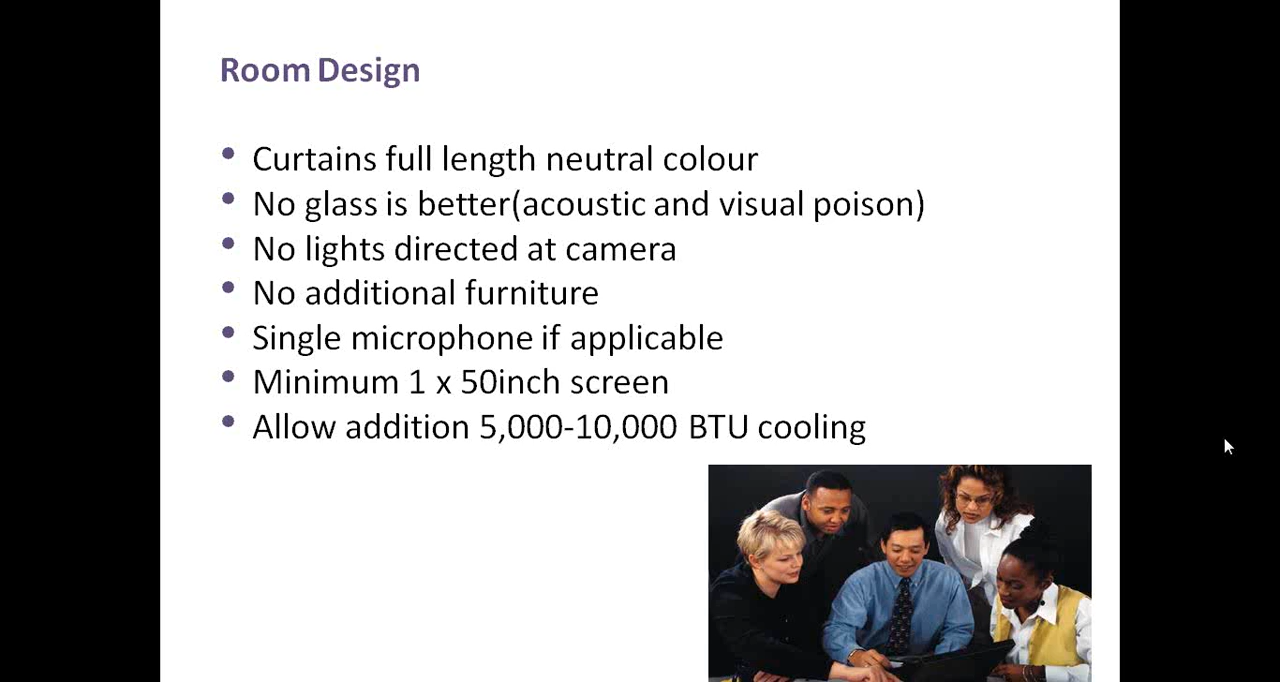 Room Design
• Curtains full length neutral colour
• No glass is better(acoustic and visual poison)
• No lights directed at camera
• No additional furniture
• Single microphone if applicable
• Minimum 1 x 50inch screen
• Allow addition 5,000-10,000 BTU cooling